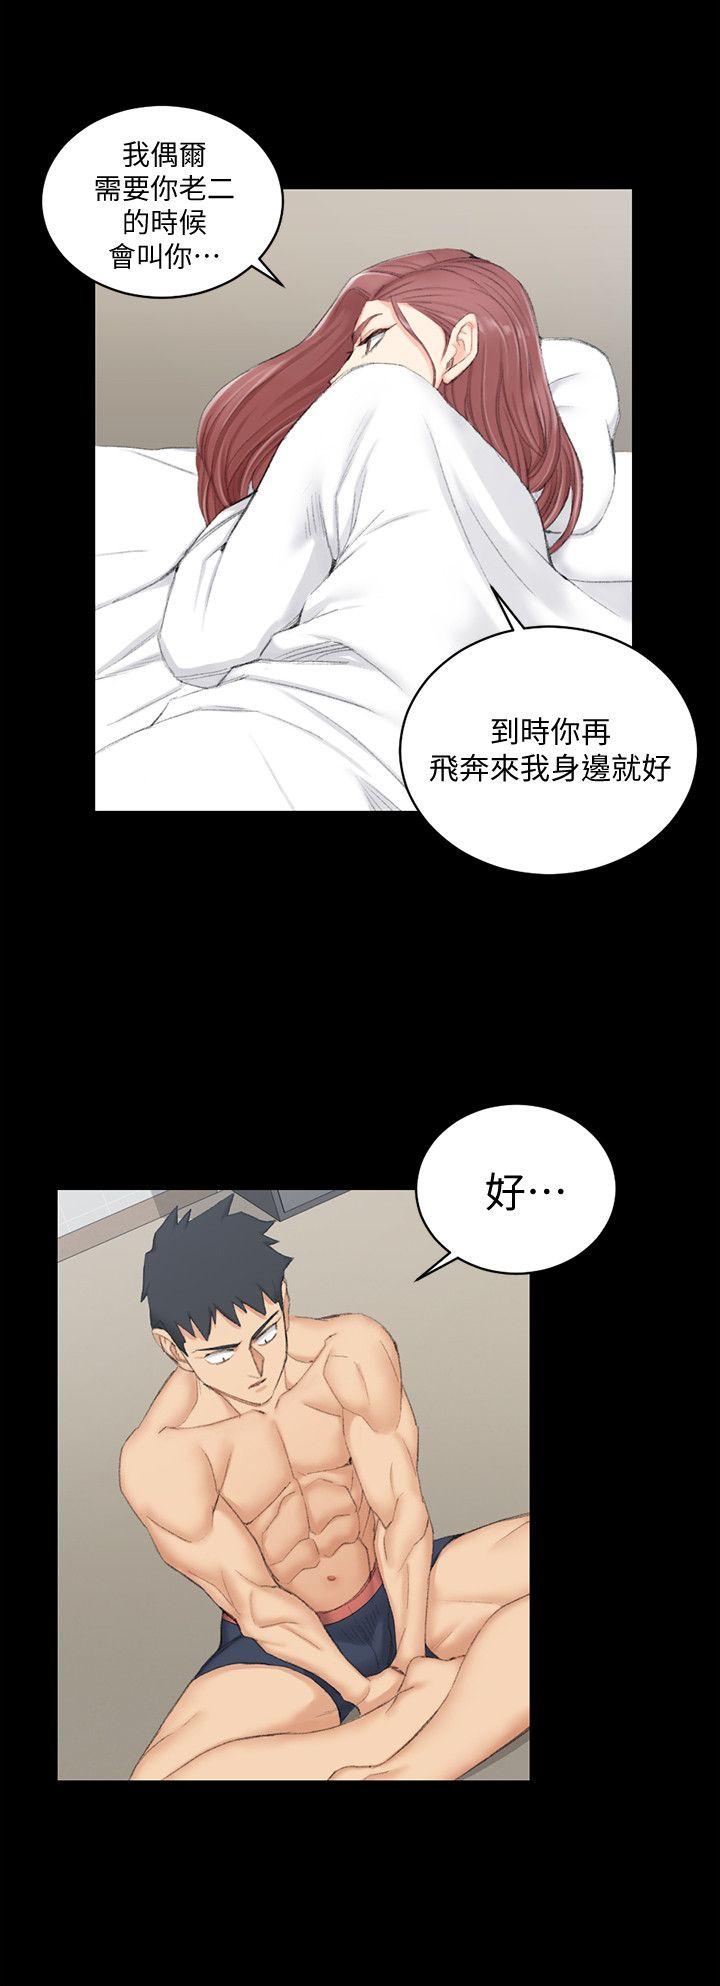 我偶爾
需要你老二
的時候
會叫你⋯
到時你再
飛奔來我身邊就好
好⋯